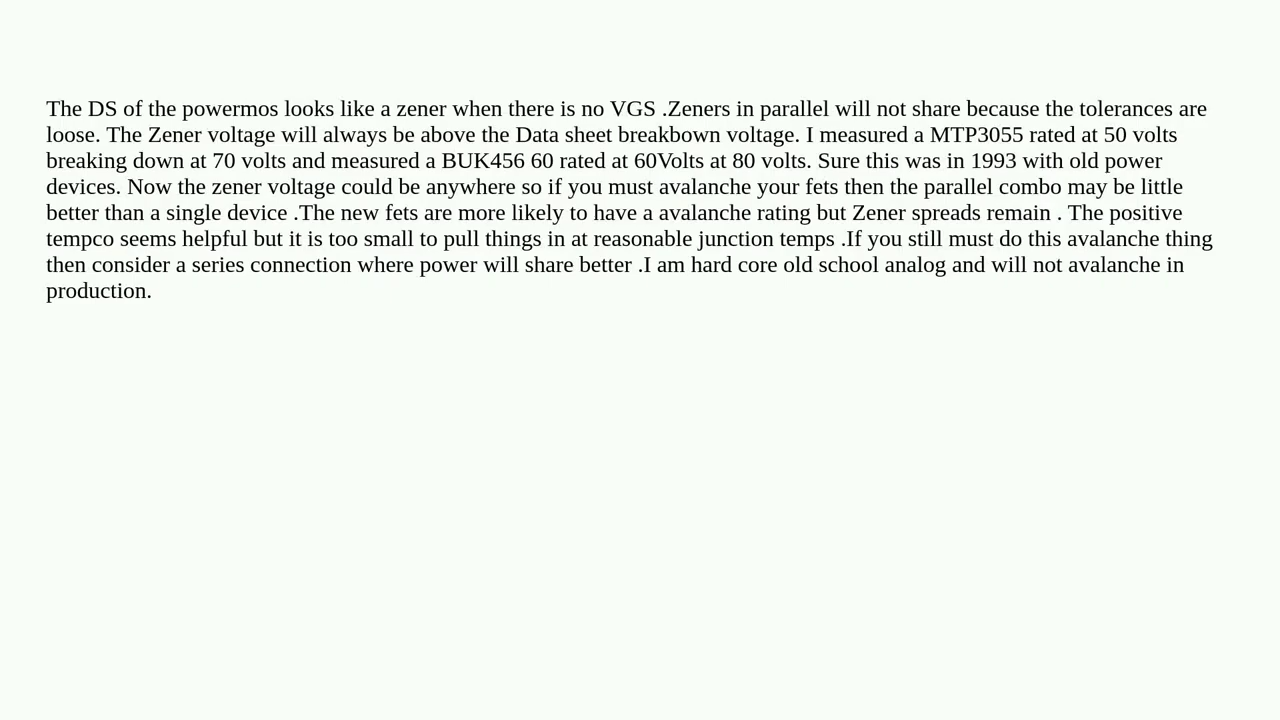 The DS of the powermos looks like a zener when there is no VGS .Zeners in parallel will not share because the tolerances are
loose. The Zener voltage will always be above the Data sheet breakbown voltage. I measured a MTP3055 rated at 50 volts
breaking down at 70 volts and measured a BUK456 60 rated at 60Volts at 80 volts. Sure this was in 1993 with old power
devices. Now the zener voltage could be anywhere so if you must avalanche your fets then the parallel combo may be little
better than a single device .The new fets are more likely to have a avalanche rating but Zener spreads remain . The positive
tempco seems helpful but it is too small to pull things in at reasonable junction temps .If you still must do this avalanche thing
then consider a series connection where power will share better .I am hard core old school analog and will not avalanche in
production.